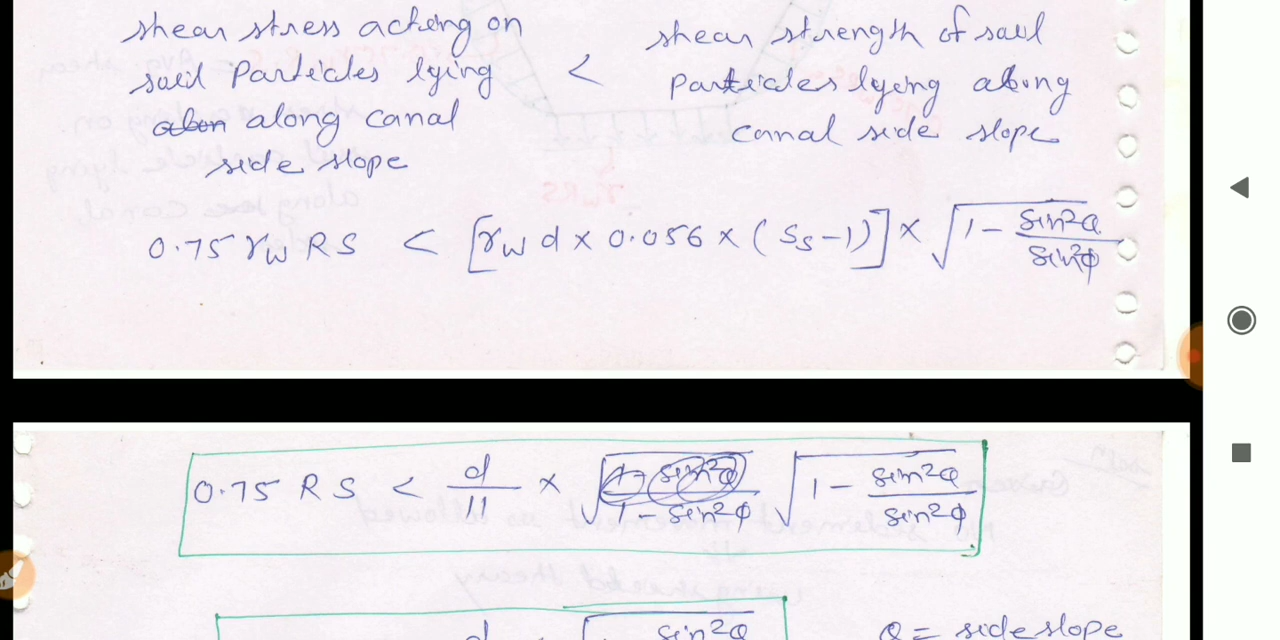 shear stress acting on
soil particles lying
along canal
side slope
<
shear strength of soil
particles lying along
canal side slope
0.75 γw RS < [γw d × 0.056 × (Ss-1)] × √(1 - sin²θ/sin²φ)
0.75 RS < d/11 × √(1 - sin²θ/sin²φ)
d
sin²θ
θ = side slope